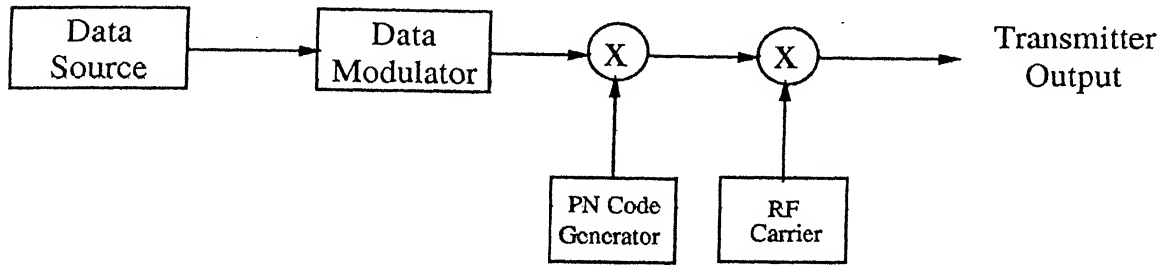 Data
Source
Data
Modulator
X
X
Transmitter
Output
PN Code
Generator
RF
Carrier